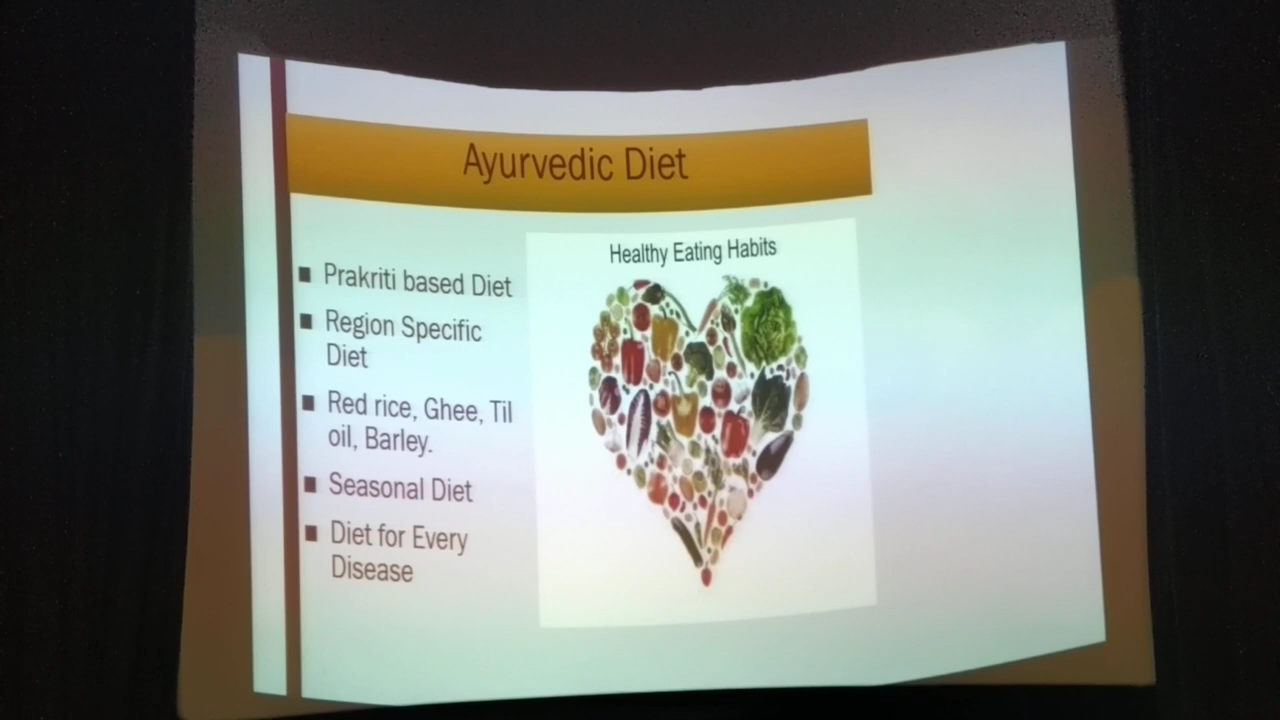 Ayurvedic Diet
■ Prakriti based Diet
■ Region Specific
Diet
■ Red rice, Ghee, Til
oil, Barley.
■ Seasonal Diet
■ Diet for Every
Disease
Healthy Eating Habits